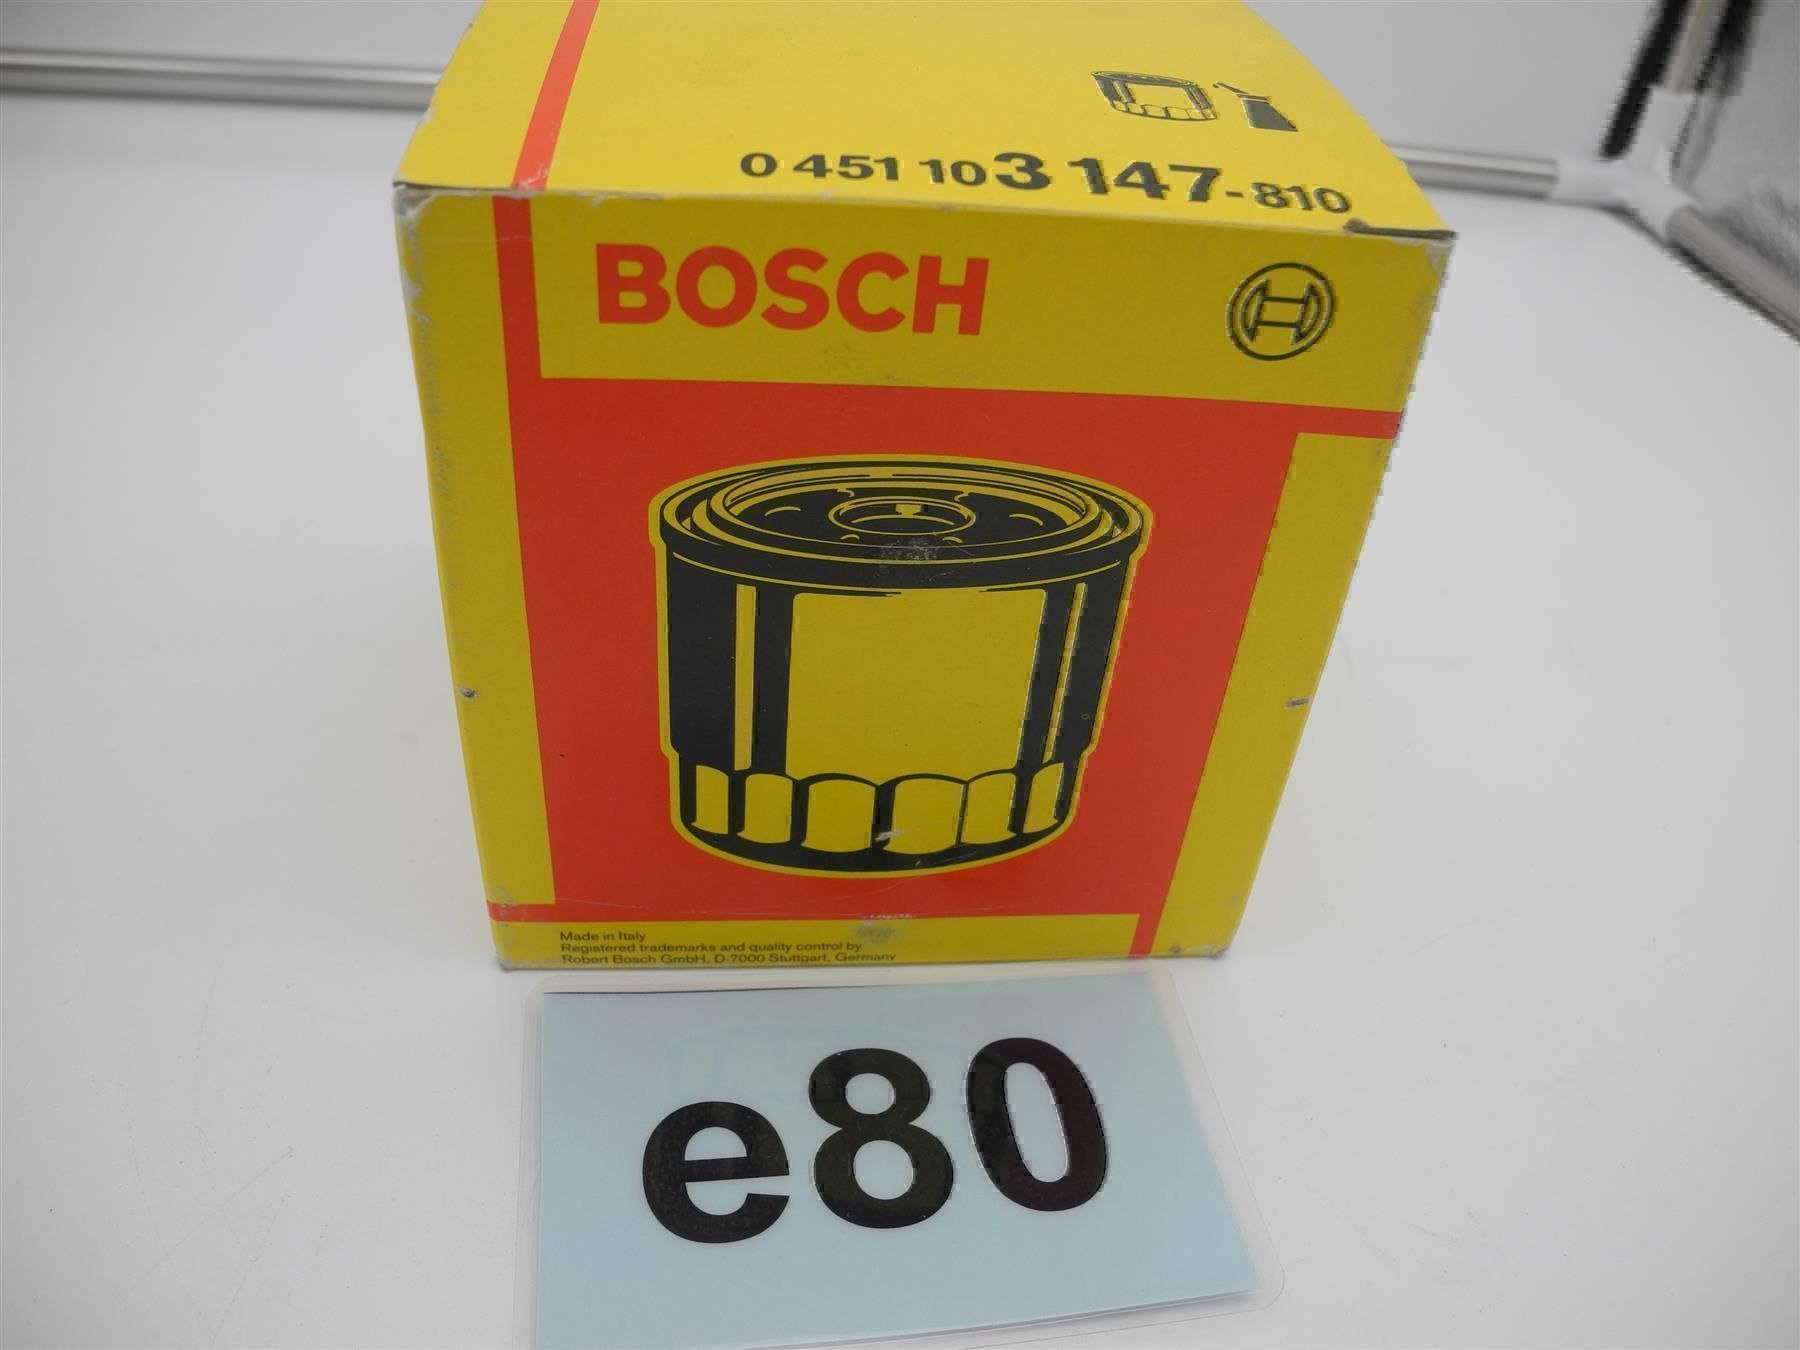 0 451 103 147-810
BOSCH
Made in Italy
Registered trademarks and quality control by
Robert Bosch GmbH, D-7000 Stuttgart, Germany
e80